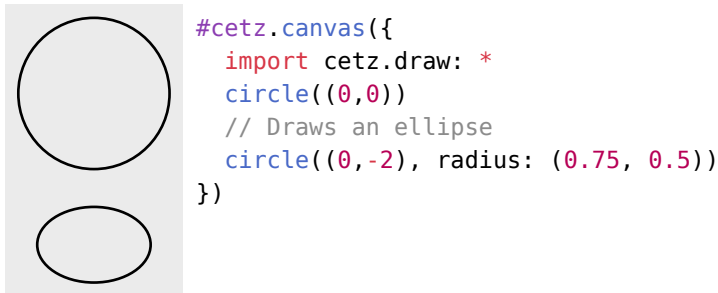 #cetz.canvas({
  import cetz.draw: *
  circle((0,0))
  // Draws an ellipse
  circle((0,-2), radius: (0.75, 0.5))
})